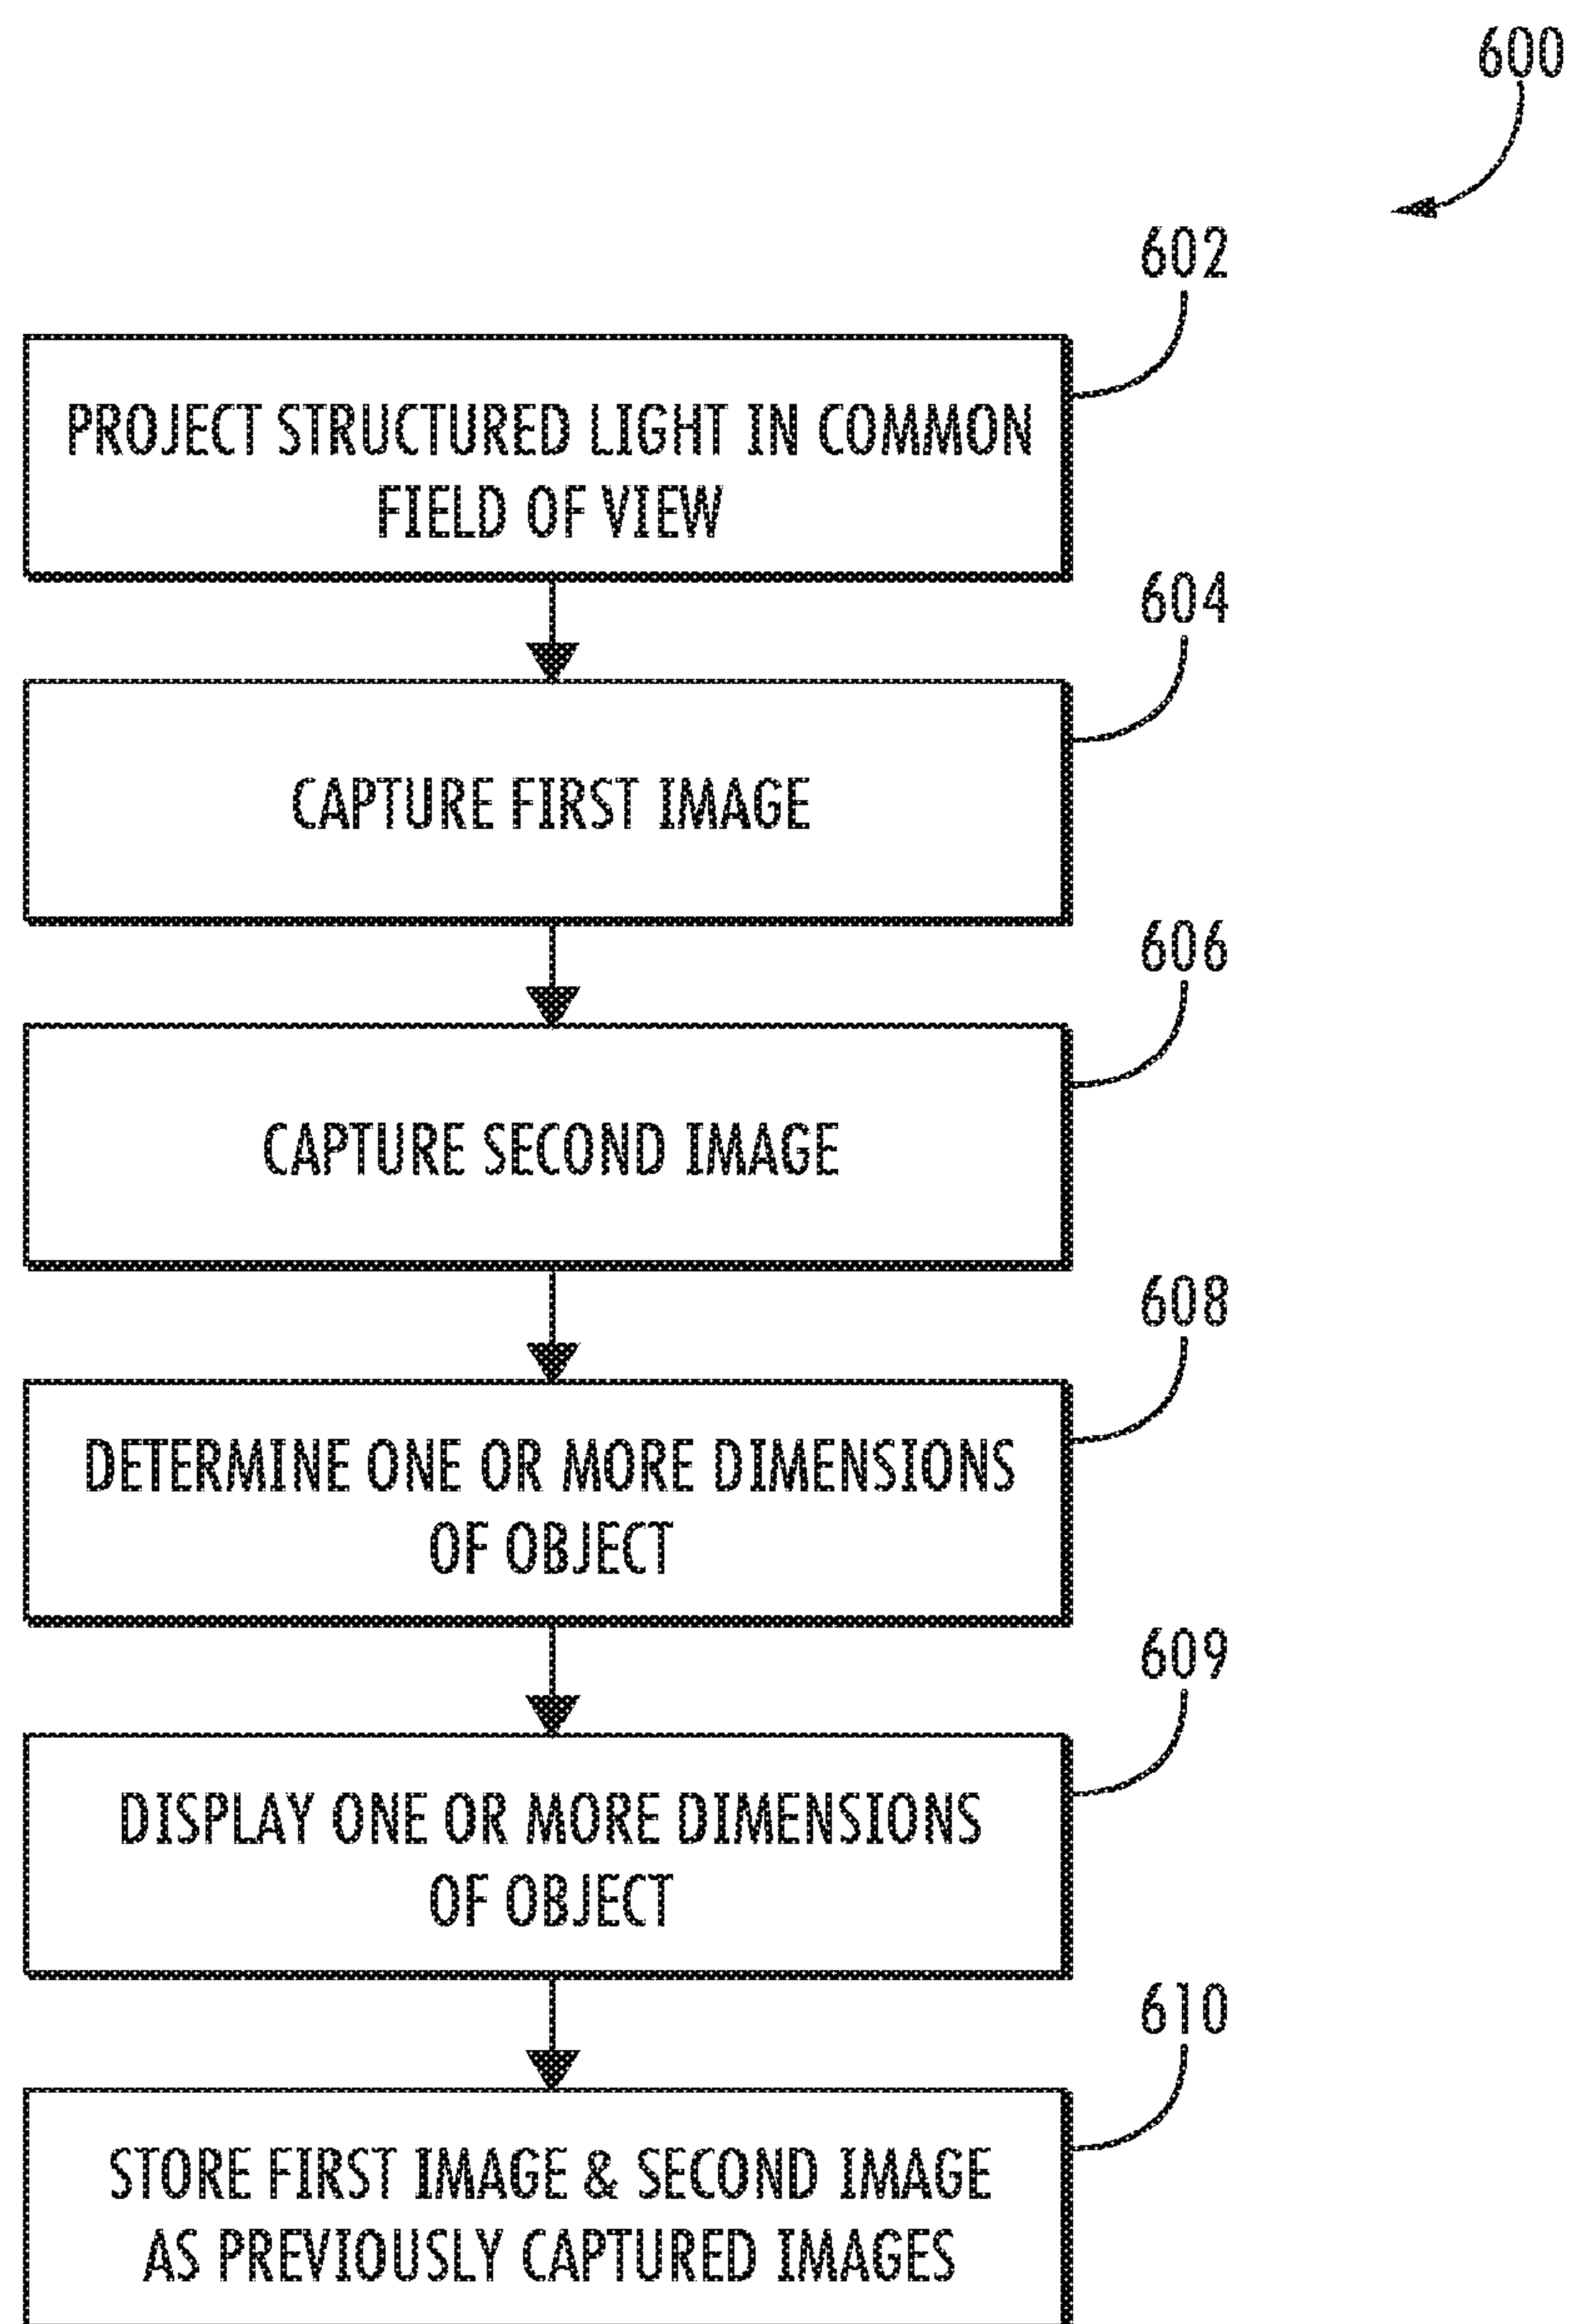 600
602
PROJECT STRUCTURED LIGHT IN COMMON
FIELD OF VIEW
604
CAPTURE FIRST IMAGE
606
CAPTURE SECOND IMAGE
608
DETERMINE ONE OR MORE DIMENSIONS
OF OBJECT
609
DISPLAY ONE OR MORE DIMENSIONS
OF OBJECT
610
STORE FIRST IMAGE & SECOND IMAGE
AS PREVIOUSLY CAPTURED IMAGES